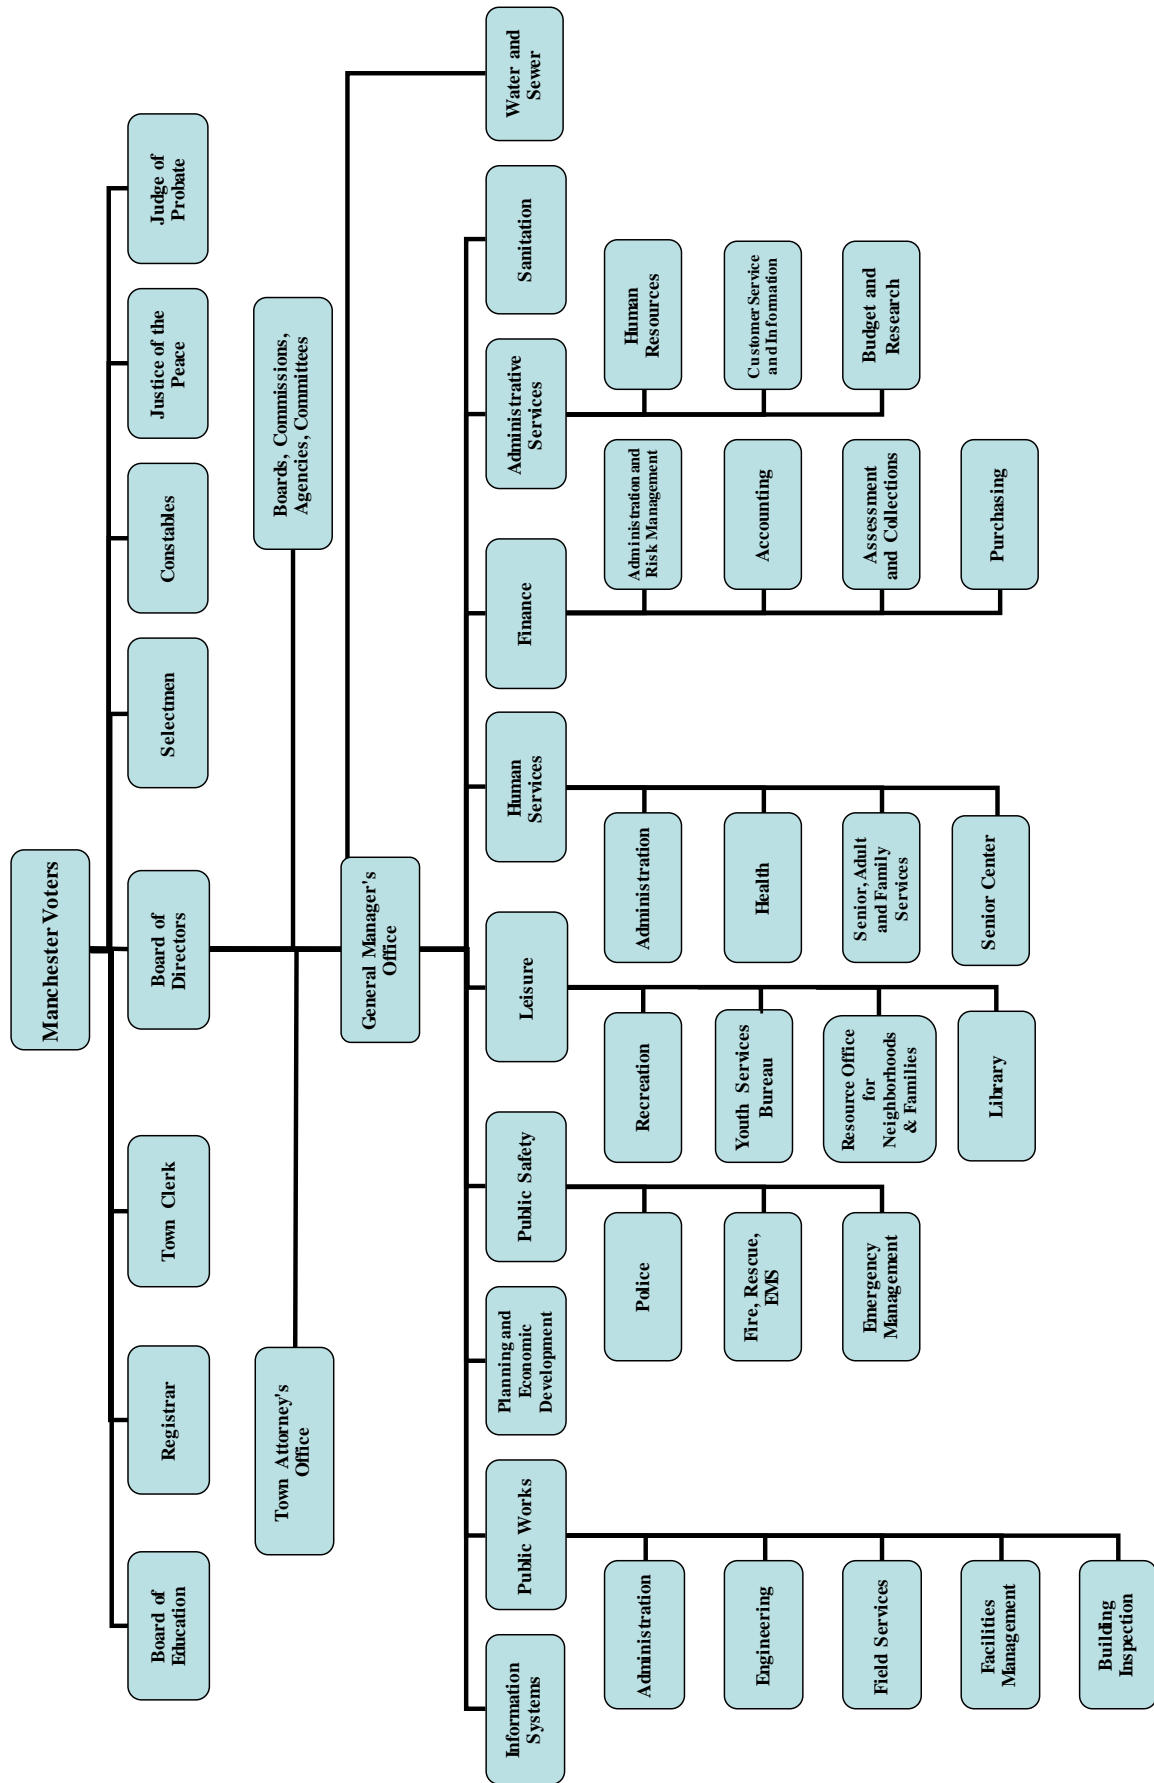 Manchester Voters
Board of
Education
Registrar
Town Clerk
Board of
Directors
Selectmen
Constables
Justice of the
Peace
Judge of
Probate
Town Attorney's
Office
Boards, Commissions,
Agencies, Committees
General Manager's
Office
Information
Systems
Public Works
Planning and
Economic
Development
Public Safety
Leisure
Human
Services
Finance
Administrative
Services
Sanitation
Water and
Sewer
Administration
Engineering
Field Services
Facilities
Management
Building
Inspection
Police
Fire, Rescue,
EMS
Emergency
Management
Recreation
Youth Services
Bureau
Resource Office
for
Neighborhoods
& Families
Library
Administration
Health
Senior, Adult
and Family
Services
Senior Center
Administration and
Risk Management
Accounting
Assessment
and Collections
Purchasing
Human
Resources
Customer Service
and Information
Budget and
Research